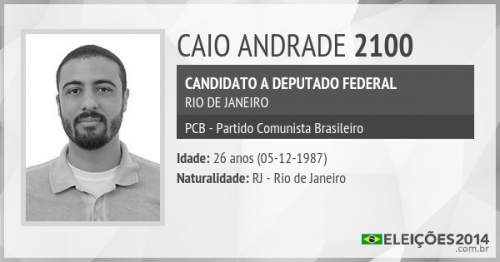 CAIO ANDRADE 2100
CANDIDATO A DEPUTADO FEDERAL
RIO DE JANEIRO
PCB - Partido Comunista Brasileiro
Idade: 26 anos (05-12-1987)
Naturalidade: RJ - Rio de Janeiro
ELEIÇÕES2014
.com.br